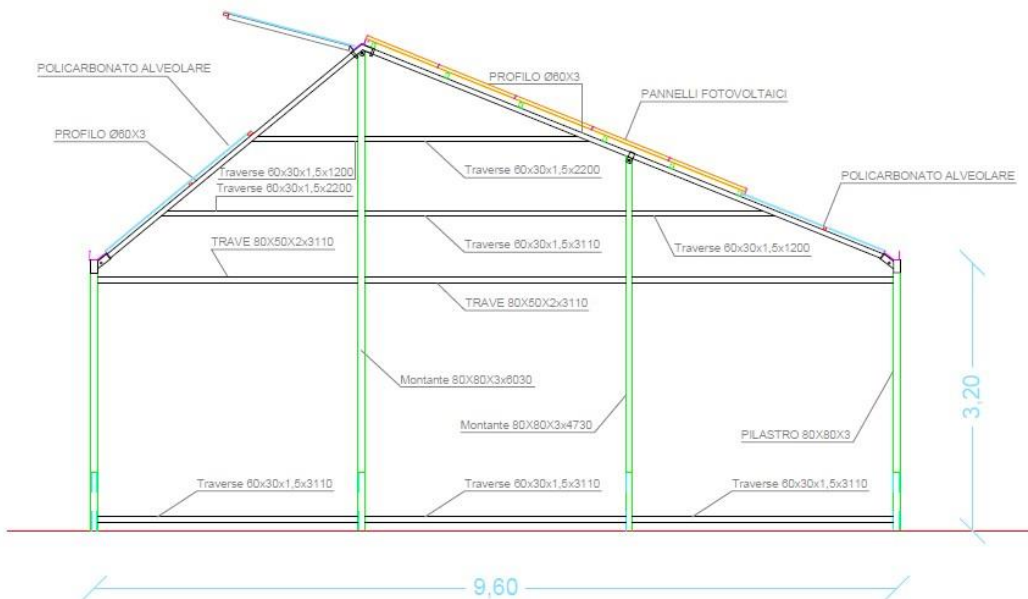 POLICARBONATO ALVEOLARE
PROFILO Ø60X3
PROFILO Ø60X3
PANNELLI FOTOVOLTAICI
Traverse 60x30x1,5x1200
Traverse 60x30x1,5x2200
Traverse 60x30x1,5x2200
POLICARBONATO ALVEOLARE
TRAVE 80X50X2x3110
Traverse 60x30x1,5x3110
Traverse 60x30x1,5x1200
TRAVE 80X50X2x3110
Montante 80X80X3x6030
3,20
Montante 80X80X3x4730
PILASTRO 80X80X3
Traverse 60x30x1,5x3110
Traverse 60x30x1,5x3110
Traverse 60x30x1,5x3110
9,60